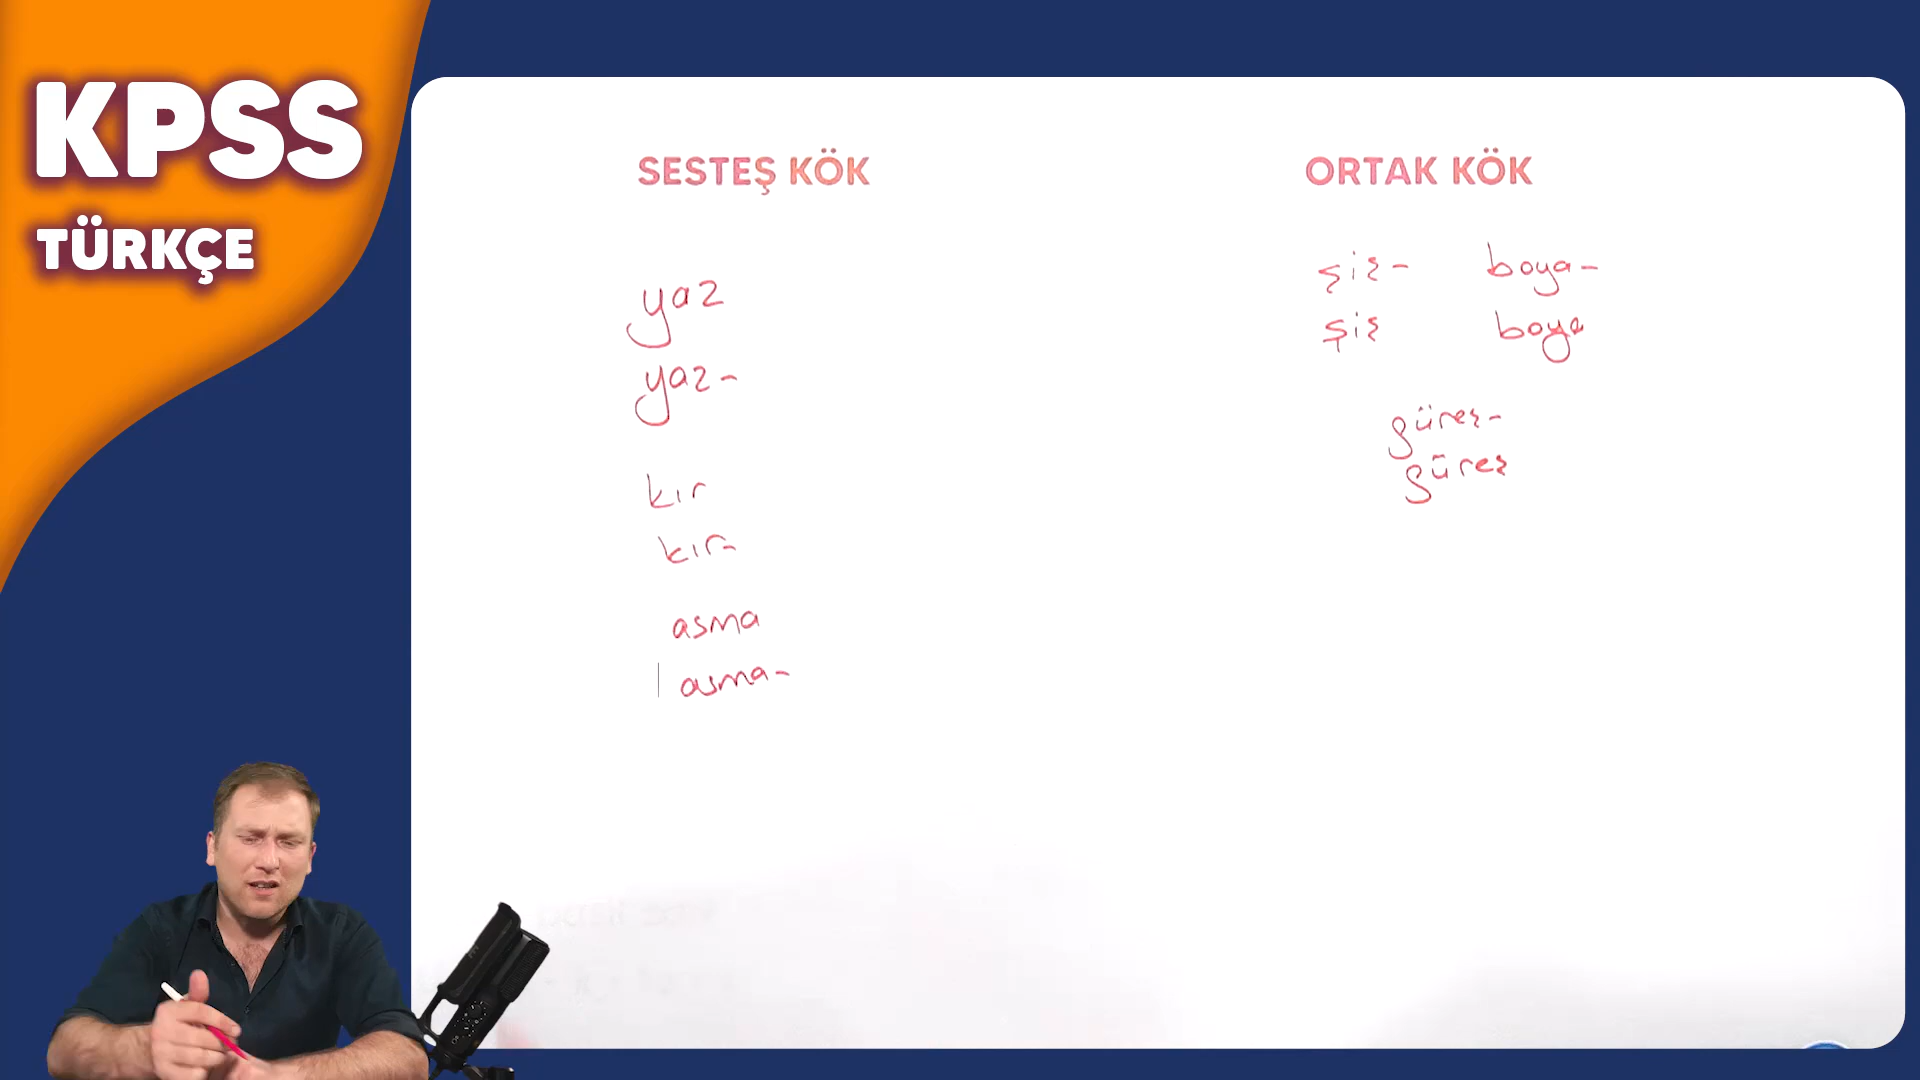 KPSS
TÜRKÇE
SESTEŞ KÖK
yaz
yaz-
kır
kır-
asma
asma-
ORTAK KÖK
şiş- boya-
şiş boya
güreş-
güreş